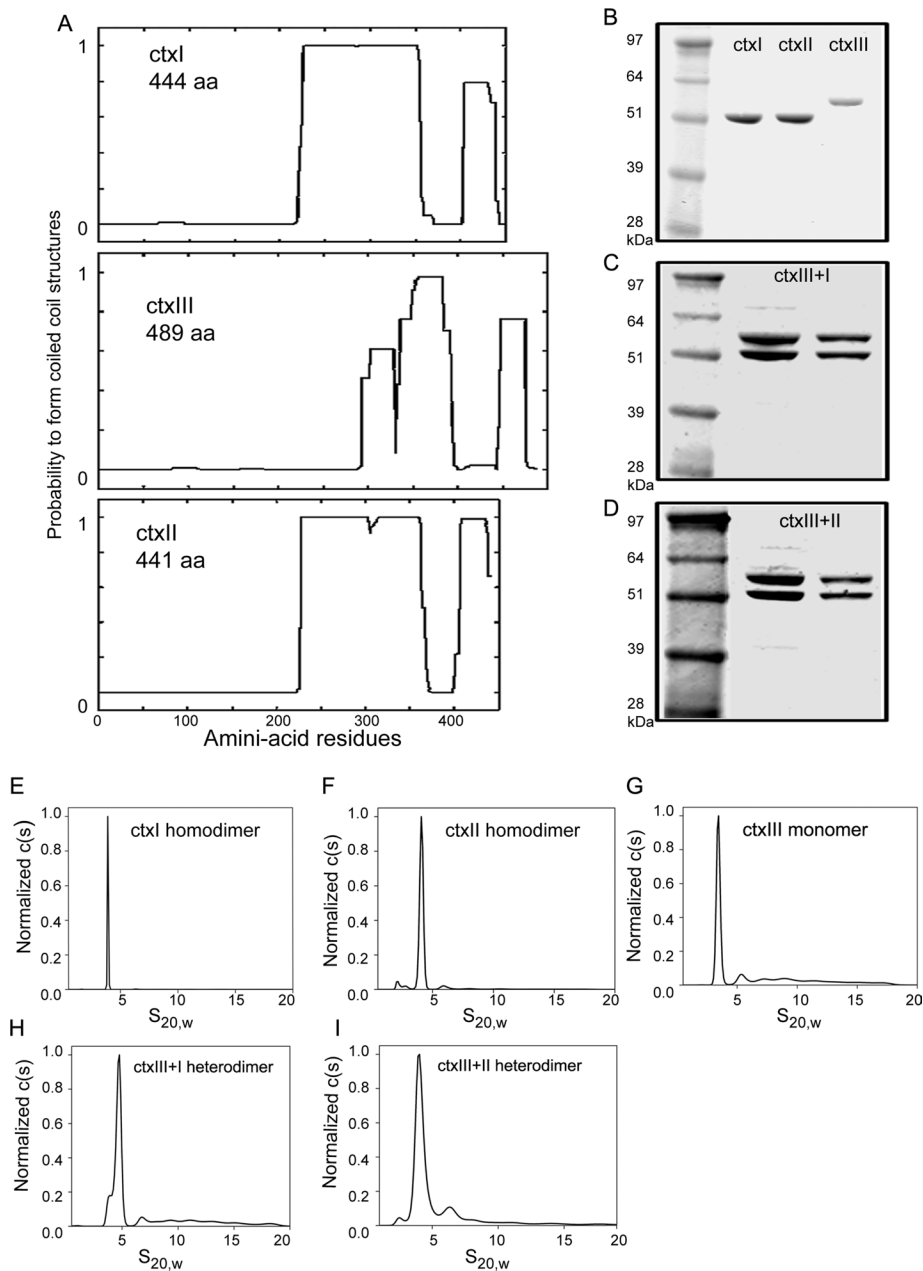 A
ctxI
444 aa
1
0
ctxIII
489 aa
1
0
ctxII
441 aa
1
0
0 100 200 300 400
Probability to form coiled coil structures
Amini-acid residues
B
97
64
51
39
28
kDa
ctxI ctxII ctxIII
C
97
64
51
39
28
kDa
ctxIII+I
D
97
64
51
39
28
kDa
ctxIII+II
E
ctxI homodimer
Normalized c(s)
1.0
0.8
0.6
0.4
0.2
0.0
5 10 15 20
S20,w
F
ctxII homodimer
Normalized c(s)
1.0
0.8
0.6
0.4
0.2
0.0
5 10 15 20
S20,w
G
ctxIII monomer
Normalized c(s)
1.0
0.8
0.6
0.4
0.2
0.0
5 10 15 20
S20,w
H
ctxIII+I heterodimer
Normalized c(s)
1.0
0.8
0.6
0.4
0.2
0.0
5 10 15 20
S20,w
I
ctxIII+II heterodimer
Normalized c(s)
1.0
0.8
0.6
0.4
0.2
0.0
5 10 15 20
S20,w